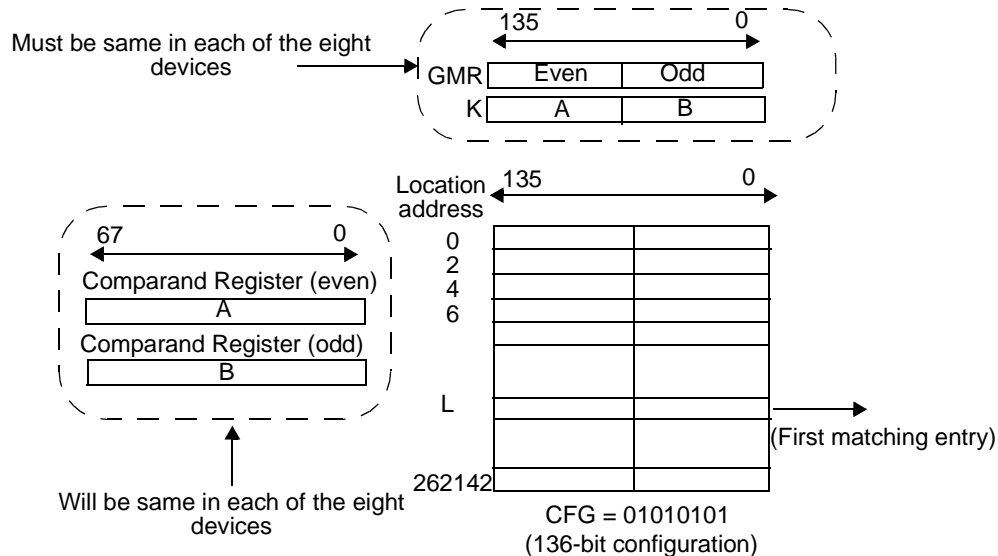 135 0
Must be same in each of the eight
devices
GMR Even Odd
K A B
Location
address
135 0
67 0
0
2
4
6
Comparand Register (even)
A
Comparand Register (odd)
B
L
(First matching entry)
262142
Will be same in each of the eight
devices
CFG = 01010101
(136-bit configuration)